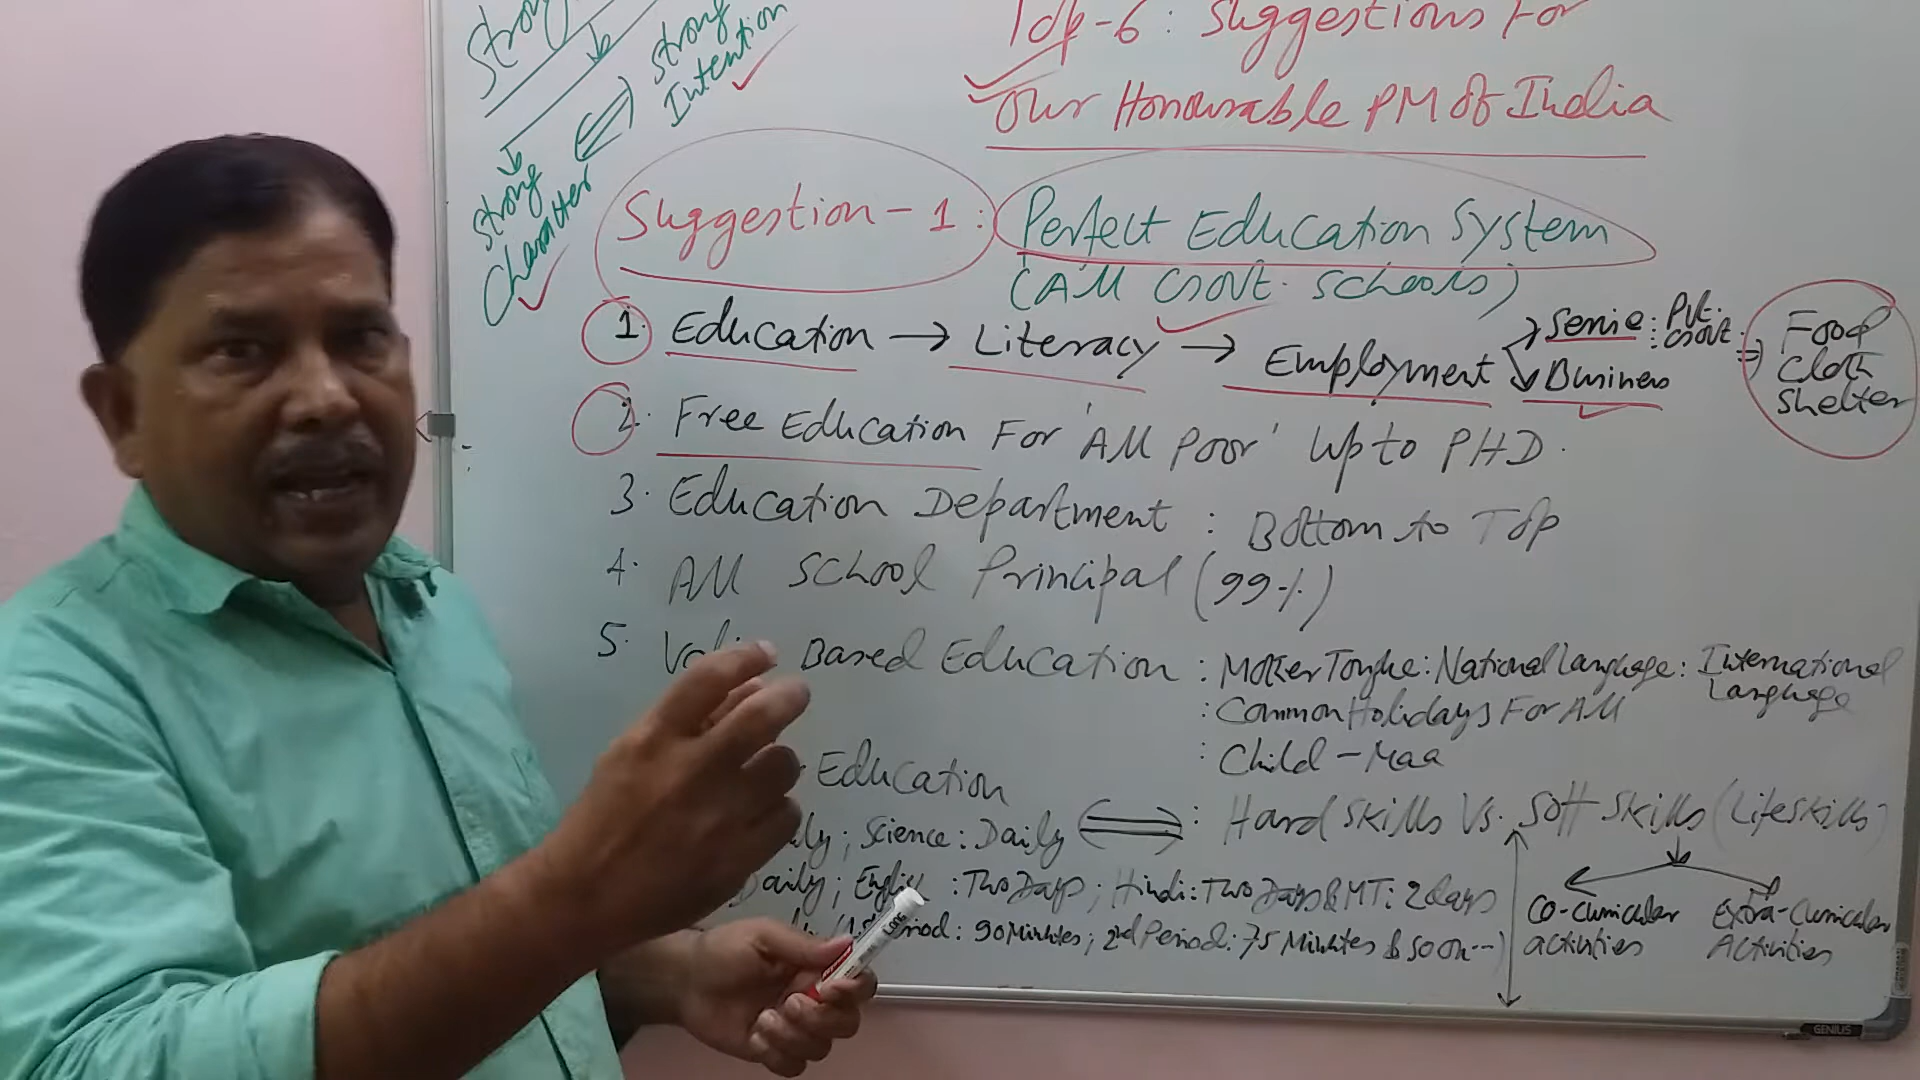 Strong
Strong
Intention
Strong
Character
Top-6: Suggestions For
Our Honourable PM Of India
Suggestion-1: Perfect Education System
(All Govt. Schools)
1. Education → Literacy → Employment
Service: Pvt. Govt.
Business
⇒ Food
Cloth
Shelter
2. Free Education For 'All Poor' Up to PHD.
3. Education Department: Bottom to Top
4. All School Principal (99%)
5. Based Education: Mother Tongue: National Language: International Language
: Common Holidays For All
: Child-Maa
Education
; Science: Daily ⇔ : Hard Skills Vs. Soft Skills (Lifeskills)
Daily; English: Two Days; Hindi: Two Days & MT: 2 days
Period: 90 Minutes; 2nd Period: 75 Minutes & so on--)
Co-Curricular Activities
Extra-Curricular Activities
GENIUS